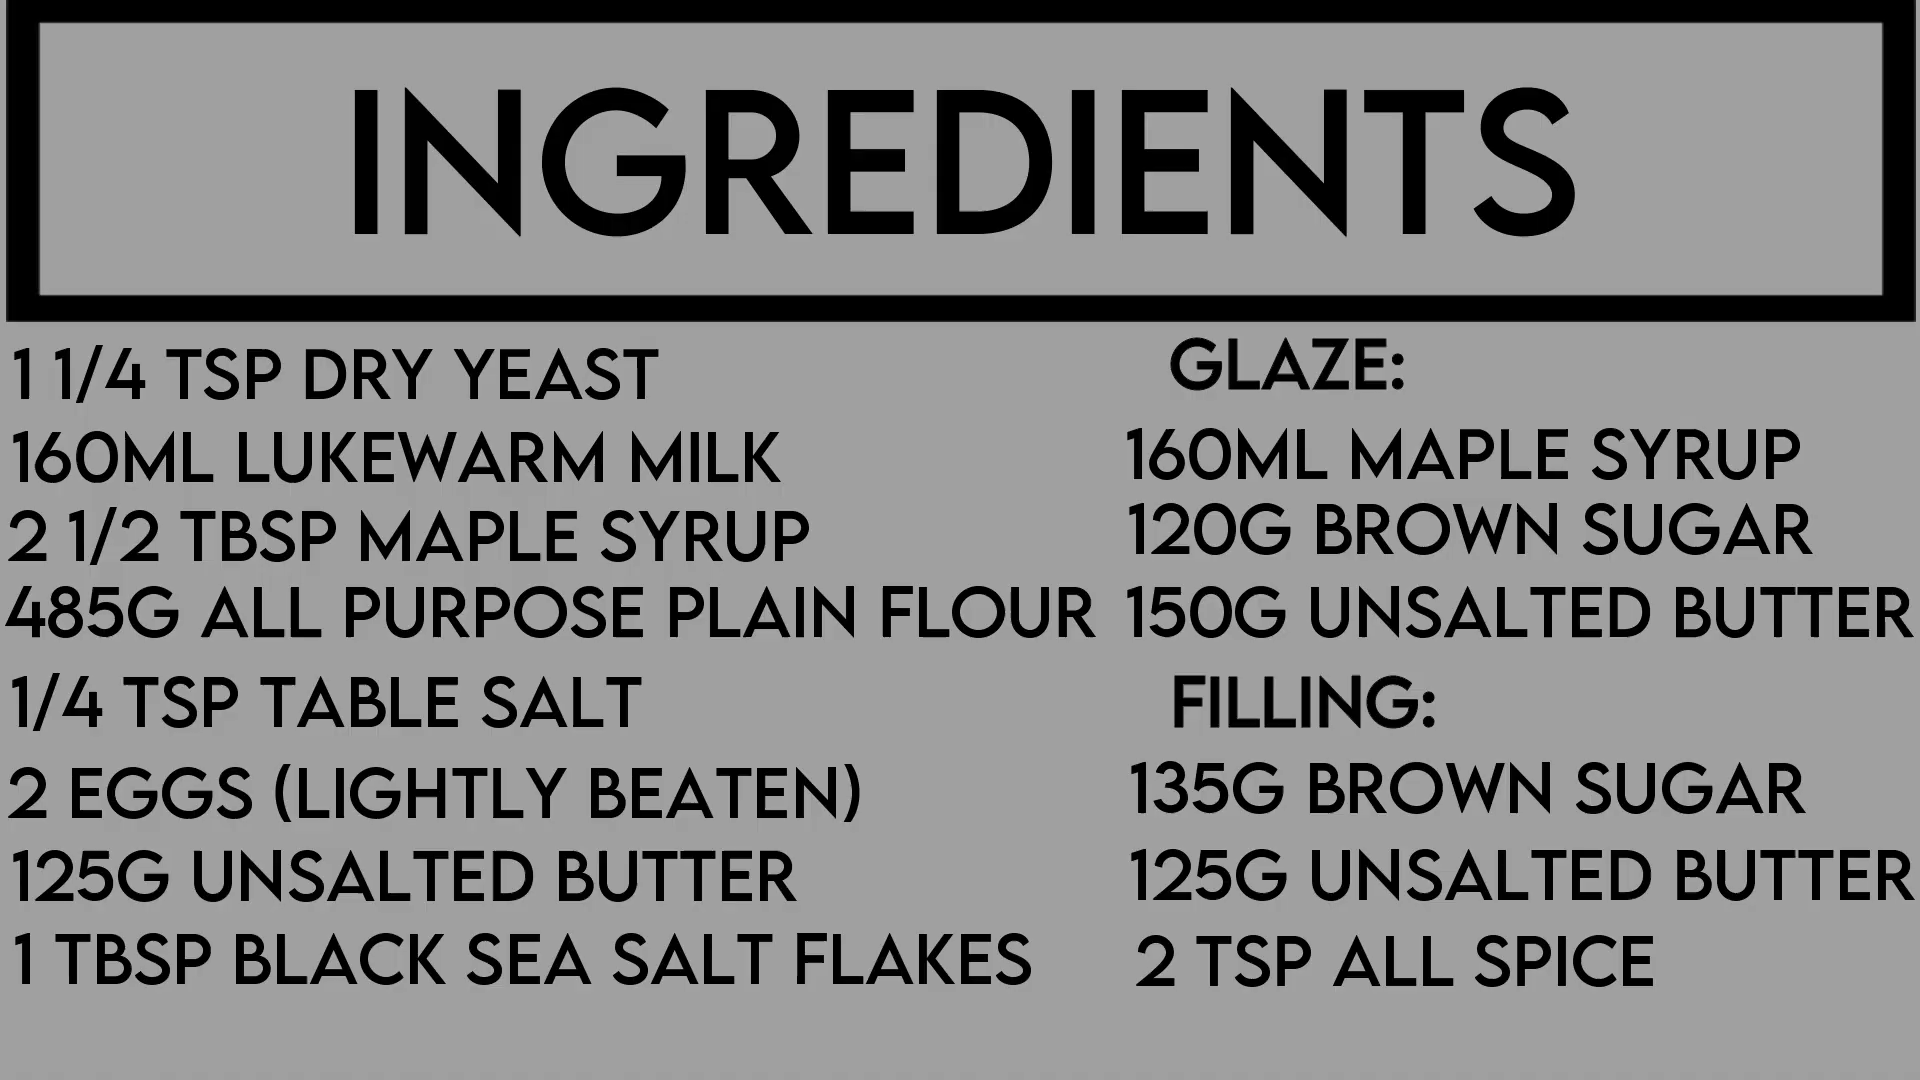 INGREDIENTS
1 1/4 TSP DRY YEAST
160ML LUKEWARM MILK
2 1/2 TBSP MAPLE SYRUP
485G ALL PURPOSE PLAIN FLOUR
1/4 TSP TABLE SALT
2 EGGS (LIGHTLY BEATEN)
125G UNSALTED BUTTER
1 TBSP BLACK SEA SALT FLAKES
GLAZE:
160ML MAPLE SYRUP
120G BROWN SUGAR
150G UNSALTED BUTTER
FILLING:
135G BROWN SUGAR
125G UNSALTED BUTTER
2 TSP ALL SPICE